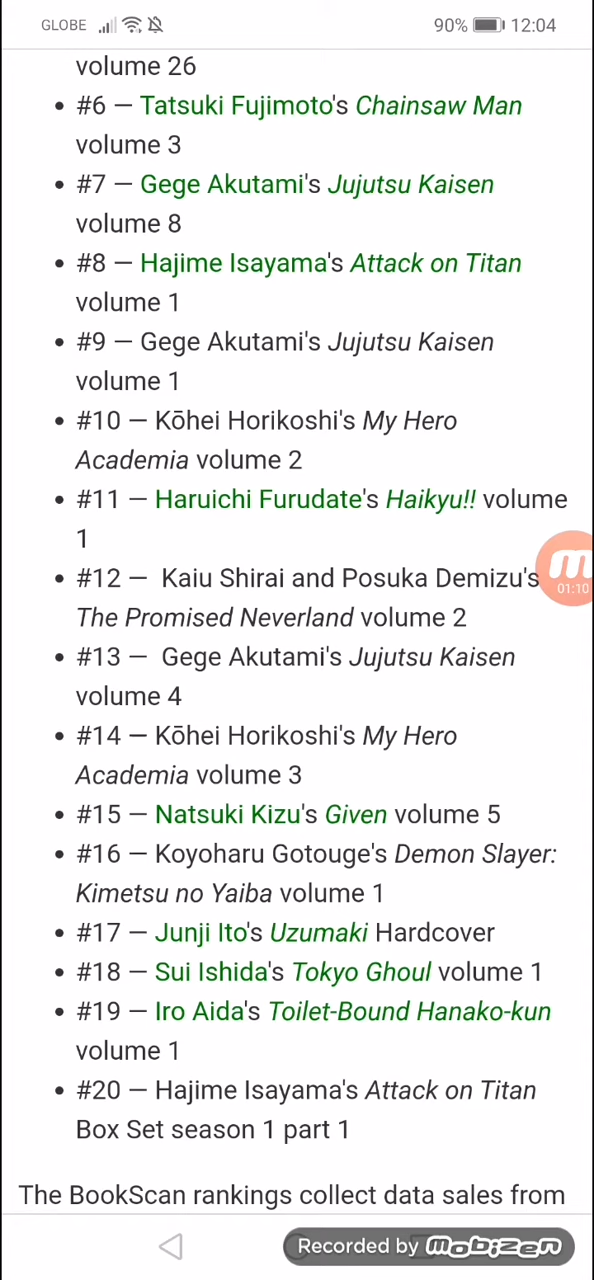 GLOBE 90% 12:04
volume 26
• #6 — Tatsuki Fujimoto's Chainsaw Man
volume 3
• #7 — Gege Akutami's Jujutsu Kaisen
volume 8
• #8 — Hajime Isayama's Attack on Titan
volume 1
• #9 — Gege Akutami's Jujutsu Kaisen
volume 1
• #10 — Kōhei Horikoshi's My Hero
Academia volume 2
• #11 — Haruichi Furudate's Haikyu!! volume
1
• #12 — Kaiu Shirai and Posuka Demizu's
The Promised Neverland volume 2
m
01:10
• #13 — Gege Akutami's Jujutsu Kaisen
volume 4
• #14 — Kōhei Horikoshi's My Hero
Academia volume 3
• #15 — Natsuki Kizu's Given volume 5
• #16 — Koyoharu Gotouge's Demon Slayer:
Kimetsu no Yaiba volume 1
• #17 — Junji Ito's Uzumaki Hardcover
• #18 — Sui Ishida's Tokyo Ghoul volume 1
• #19 — Iro Aida's Toilet-Bound Hanako-kun
volume 1
• #20 — Hajime Isayama's Attack on Titan
Box Set season 1 part 1
The BookScan rankings collect data sales from
Recorded by mobizen